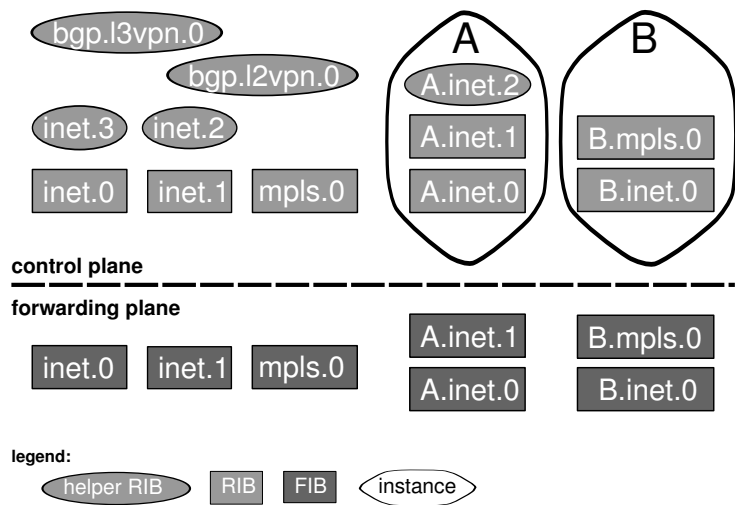 bgp.l3vpn.0
A
B
bgp.l2vpn.0
A.inet.2
inet.3
inet.2
A.inet.1
B.mpls.0
inet.0
inet.1
mpls.0
A.inet.0
B.inet.0
control plane
forwarding plane
A.inet.1
B.mpls.0
inet.0
inet.1
mpls.0
A.inet.0
B.inet.0
legend:
helper RIB
RIB
FIB
instance